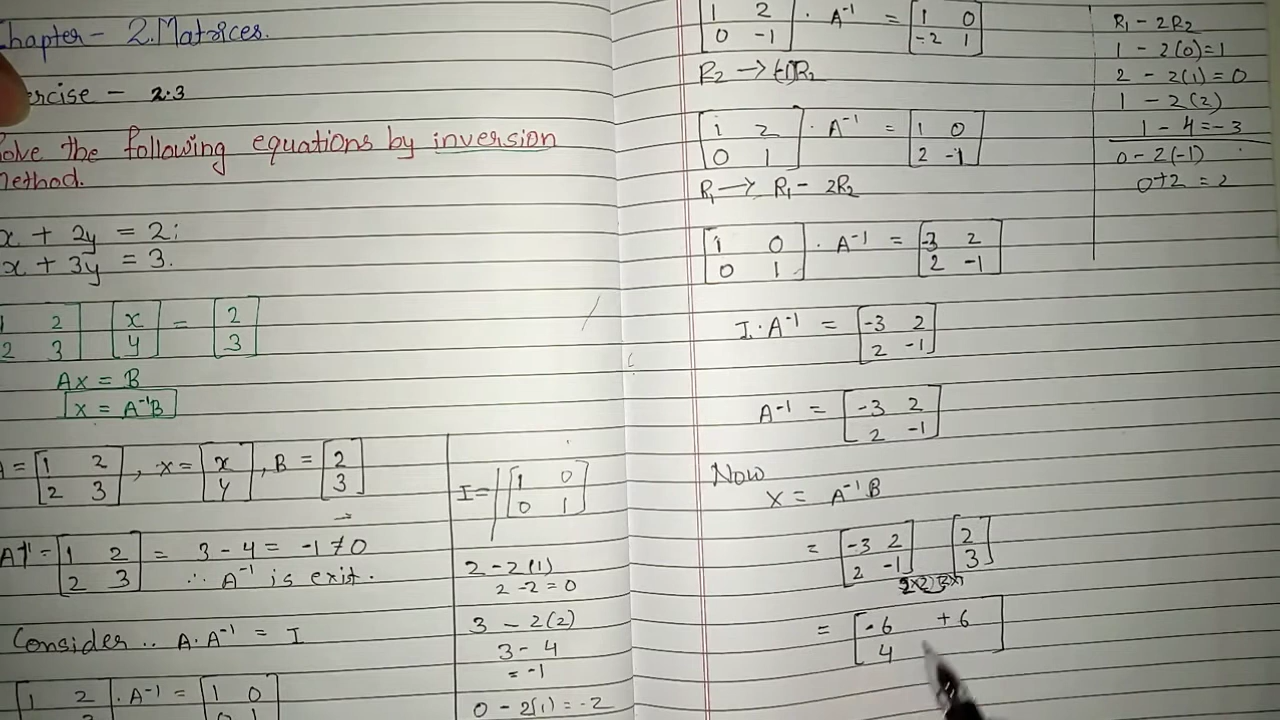 Chapter – 2. Matrices.
Exercise – 2.3
Solve the following equations by inversion
Method.
x + 2y = 2;
x + 3y = 3.
1 2 x = 2
2 3 y 3
AX = B
X = A⁻¹B
A = 1 2 , X = x , B = 2
2 3 y 3
= 1 2 = 3 - 4 = -1 ≠ 0
2 3 ∴ A⁻¹ is exist.
Consider .. A.A⁻¹ = I
1 2 . A⁻¹ = 1 0
I = 1 0
0 1
2 - 2(1)
2 - 2 = 0
3 - 2(2)
3 - 4
= -1
0 - 2(1) = -2
1 2 . A⁻¹ = 1 0
0 -1 -2 1
R₂ → (-1)R₂
1 2 . A⁻¹ = 1 0
0 1 2 -1
R₁ → R₁ - 2R₂
1 0 . A⁻¹ = -3 2
0 1 2 -1
I. A⁻¹ = -3 2
2 -1
A⁻¹ = -3 2
2 -1
Now
X = A⁻¹B
= -3 2 2
2 -1 3
2×2 2×1
= -6 + 6
4
R₁ - 2R₂
1 - 2(0) = 1
2 - 2(1) = 0
1 - 2(2)
1 - 4 = -3
0 - 2(-1)
0 + 2 = 2